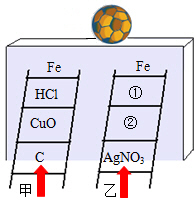 Fe Fe
HCl ①
CuO ②
C AgNO₃
甲 乙